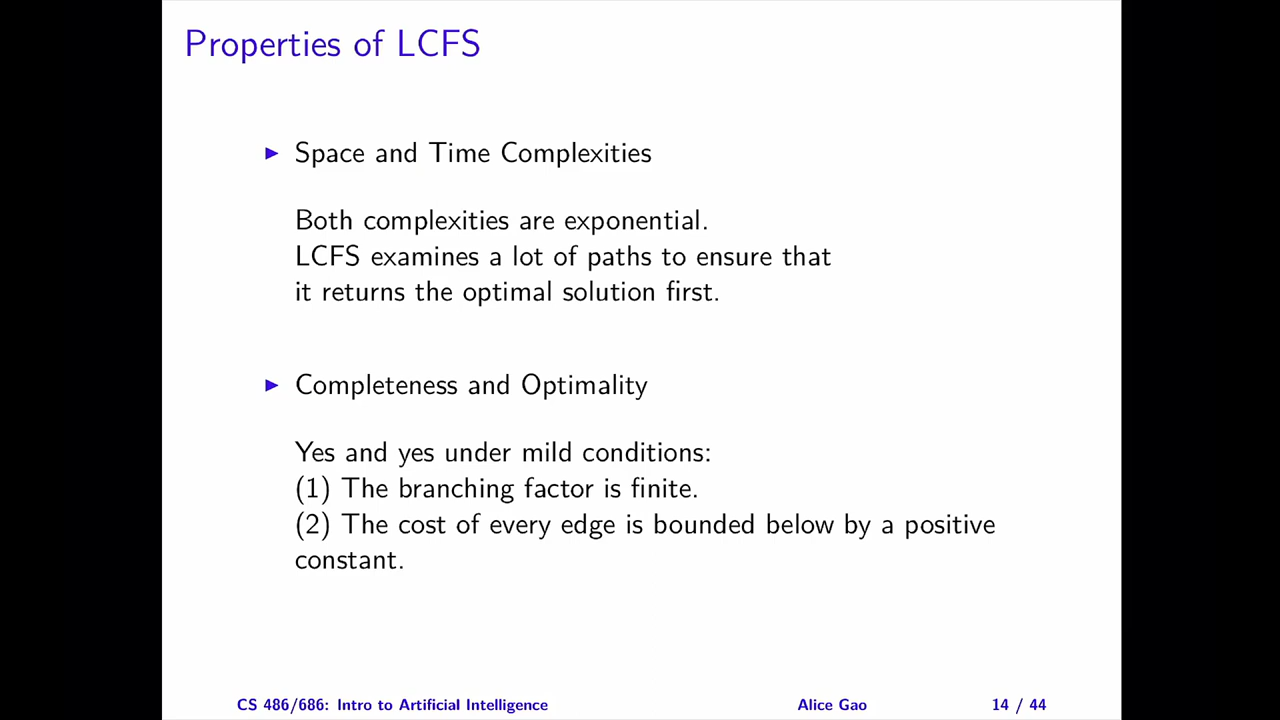 Properties of LCFS
▶ Space and Time Complexities
Both complexities are exponential.
LCFS examines a lot of paths to ensure that
it returns the optimal solution first.
▶ Completeness and Optimality
Yes and yes under mild conditions:
(1) The branching factor is finite.
(2) The cost of every edge is bounded below by a positive
constant.
CS 486/686: Intro to Artificial Intelligence Alice Gao 14 / 44